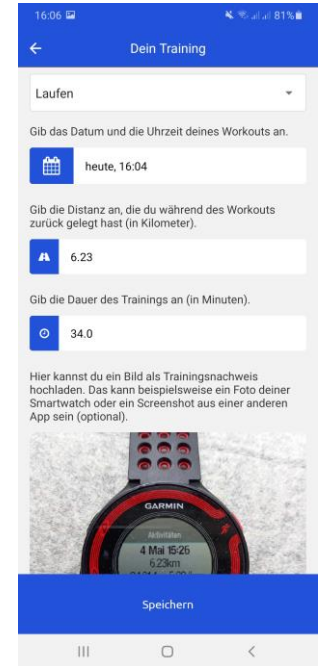 16:06 81%
Dein Training
Laufen
Gib das Datum und die Uhrzeit deines Workouts an.
heute, 16:04
Gib die Distanz an, die du während des Workouts
zurück gelegt hast (in Kilometer).
6.23
Gib die Dauer des Trainings an (in Minuten).
34.0
Hier kannst du ein Bild als Trainingsnachweis
hochladen. Das kann beispielsweise ein Foto deiner
Smartwatch oder ein Screenshot aus einer anderen
App sein (optional).
GARMIN
Aktivitäten
4 Mai 15:26
6.23km
Speichern